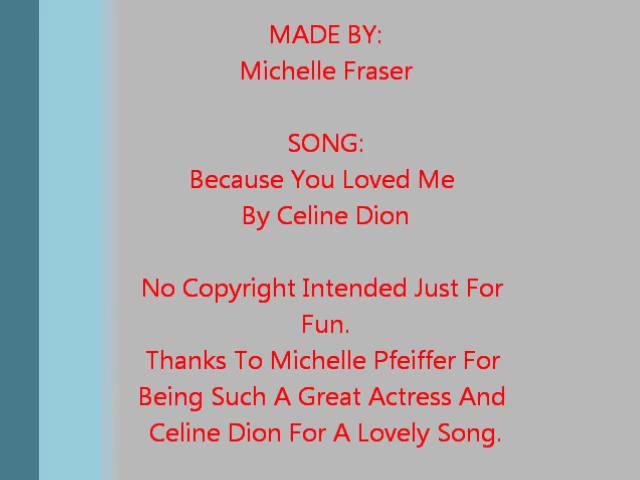 MADE BY:
Michelle Fraser
SONG:
Because You Loved Me
By Celine Dion
No Copyright Intended Just For
Fun.
Thanks To Michelle Pfeiffer For
Being Such A Great Actress And
Celine Dion For A Lovely Song.